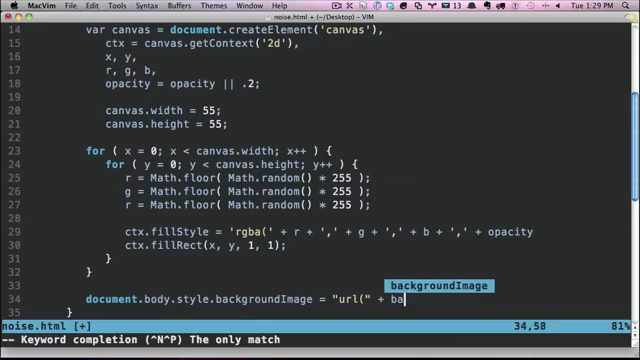 MacVim File Edit Tools Syntax Buffers Window Help 13 Tue 1:29 PM
noise.html + (~/Desktop) - VIM
14 var canvas = document.createElement('canvas'),
15 ctx = canvas.getContext('2d'),
16 x, y,
17 r, g, b,
18 opacity = opacity || .2;
19
20 canvas.width = 55;
21 canvas.height = 55;
22
23 for ( x = 0; x < canvas.width; x++ ) {
24 for ( y = 0; y < canvas.height; y++ ) {
25 r = Math.floor( Math.random() * 255 );
26 g = Math.floor( Math.random() * 255 );
27 r = Math.floor( Math.random() * 255 );
28
29 ctx.fillStyle = 'rgba(' + r + ',' + g + ',' + b + ',' + opacity
30 ctx.fillRect(x, y, 1, 1);
31 }
32 }
33
backgroundImage
34 document.body.style.backgroundImage = "url(" + ba
35 }
noise.html [+] 34,58 81%
-- Keyword completion (^N^P) The only match